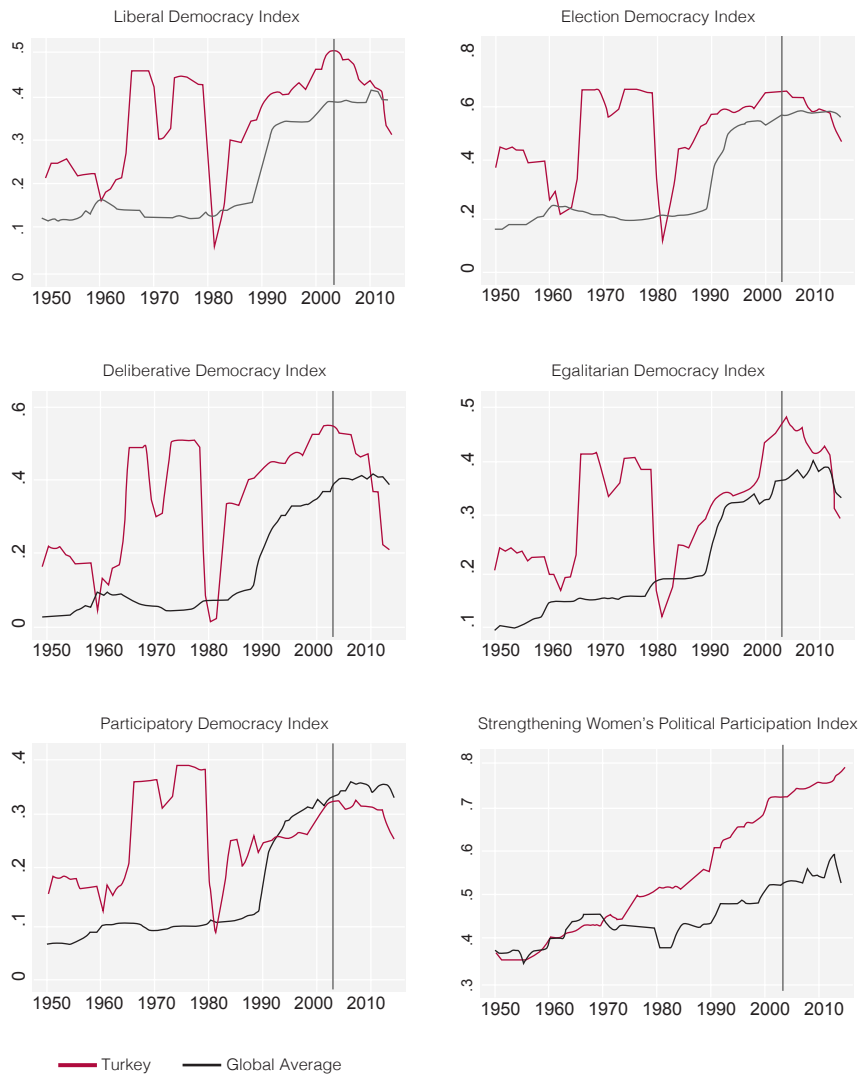 Liberal Democracy Index
.5
.4
.3
.2
.1
0
1950 1960 1970 1980 1990 2000 2010
Election Democracy Index
.8
.6
.4
.2
0
1950 1960 1970 1980 1990 2000 2010
Deliberative Democracy Index
.6
.4
.2
0
1950 1960 1970 1980 1990 2000 2010
Egalitarian Democracy Index
.5
.4
.3
.2
.1
1950 1960 1970 1980 1990 2000 2010
Participatory Democracy Index
.4
.3
.2
.1
0
1950 1960 1970 1980 1990 2000 2010
Strengthening Women's Political Participation Index
.8
.7
.5
.4
.3
1950 1960 1970 1980 1990 2000 2010
Turkey Global Average